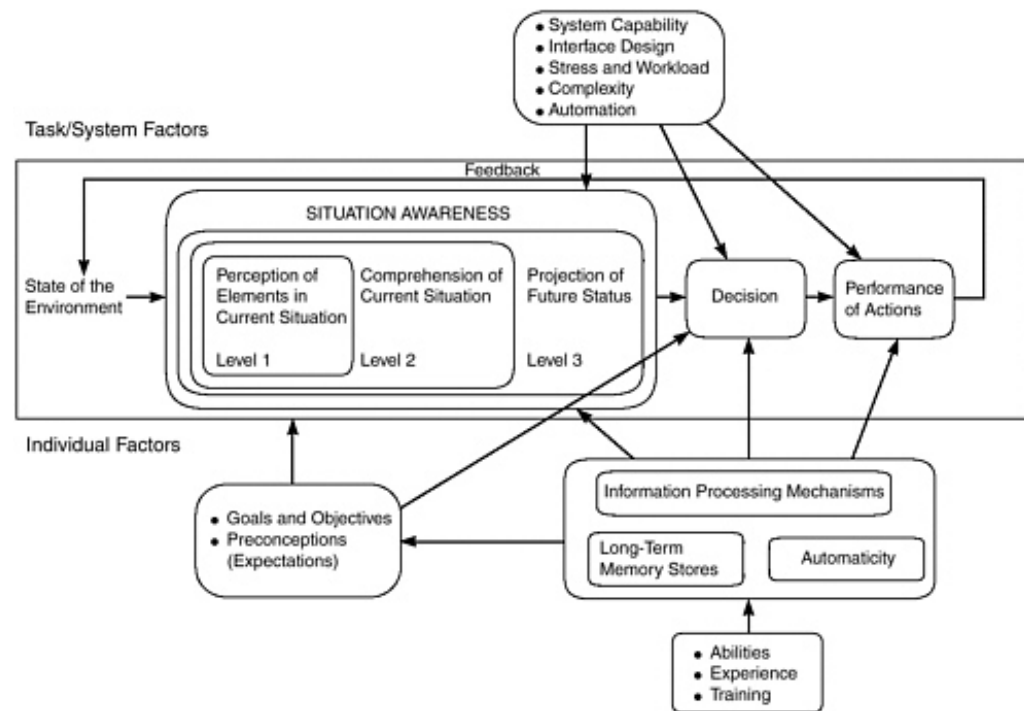 • System Capability
• Interface Design
• Stress and Workload
• Complexity
• Automation
Task/System Factors
Feedback
SITUATION AWARENESS
State of the
Environment
Perception of
Elements in
Current Situation
Level 1
Comprehension of
Current Situation
Level 2
Projection of
Future Status
Level 3
Decision
Performance
of Actions
Individual Factors
• Goals and Objectives
• Preconceptions
(Expectations)
Information Processing Mechanisms
Long-Term
Memory Stores
Automaticity
• Abilities
• Experience
• Training